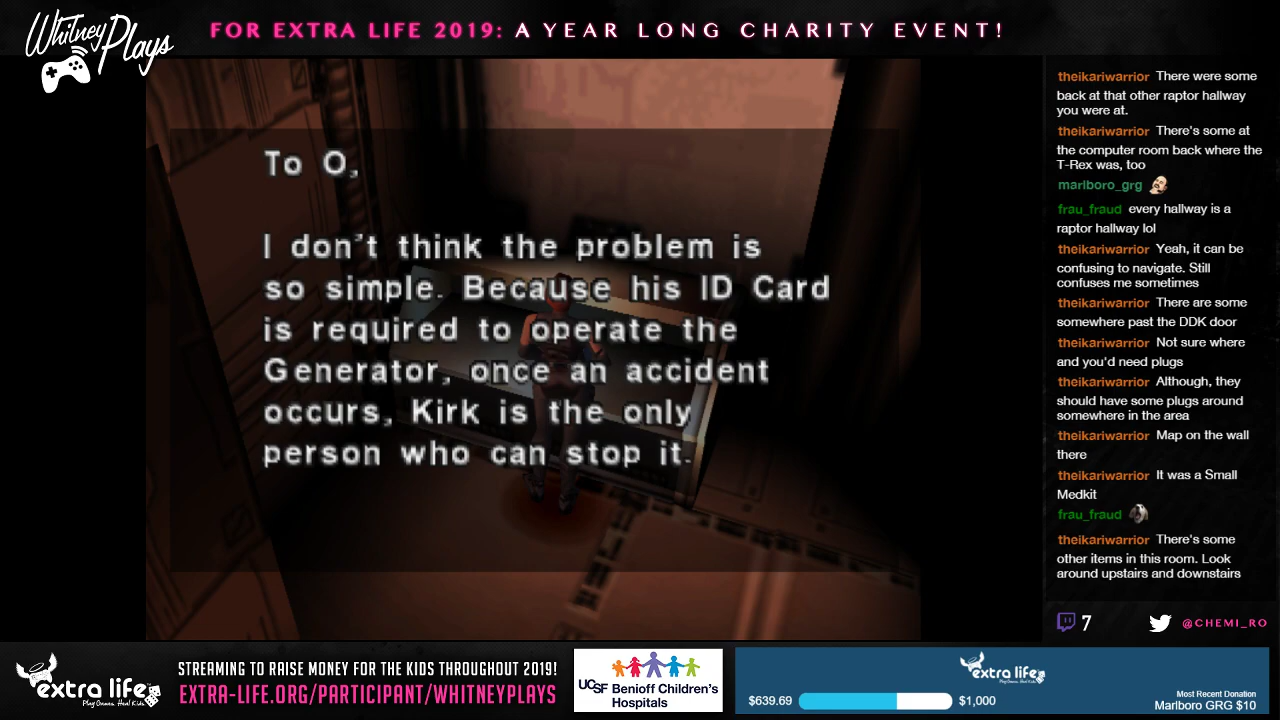 Whitney Plays
FOR EXTRA LIFE 2019: A YEAR LONG CHARITY EVENT!
To O,
I don't think the problem is
so simple. Because his ID Card
is required to operate the
Generator, once an accident
occurs, Kirk is the only
person who can stop it.
theikariwarrior There were some
back at that other raptor hallway
you were at.
theikariwarrior There's some at
the computer room back where the
T-Rex was, too
marlboro_grg
frau_fraud every hallway is a
raptor hallway lol
theikariwarrior Yeah, it can be
confusing to navigate. Still
confuses me sometimes
theikariwarrior There are some
somewhere past the DDK door
theikariwarrior Not sure where
and you'd need plugs
theikariwarrior Although, they
should have some plugs around
somewhere in the area
theikariwarrior Map on the wall
there
theikariwarrior It was a Small
Medkit
frau_fraud
theikariwarrior There's some
other items in this room. Look
around upstairs and downstairs
7 @CHEMI_RO
extra life
Play Games. Heal Kids.
STREAMING TO RAISE MONEY FOR THE KIDS THROUGHOUT 2019!
EXTRA-LIFE.ORG/PARTICIPANT/WHITNEYPLAYS
UCSF Benioff Children's
Hospitals
extra life
Play Games. Heal Kids.
$639.69 $1,000
Most Recent Donation
Marlboro GRG $10